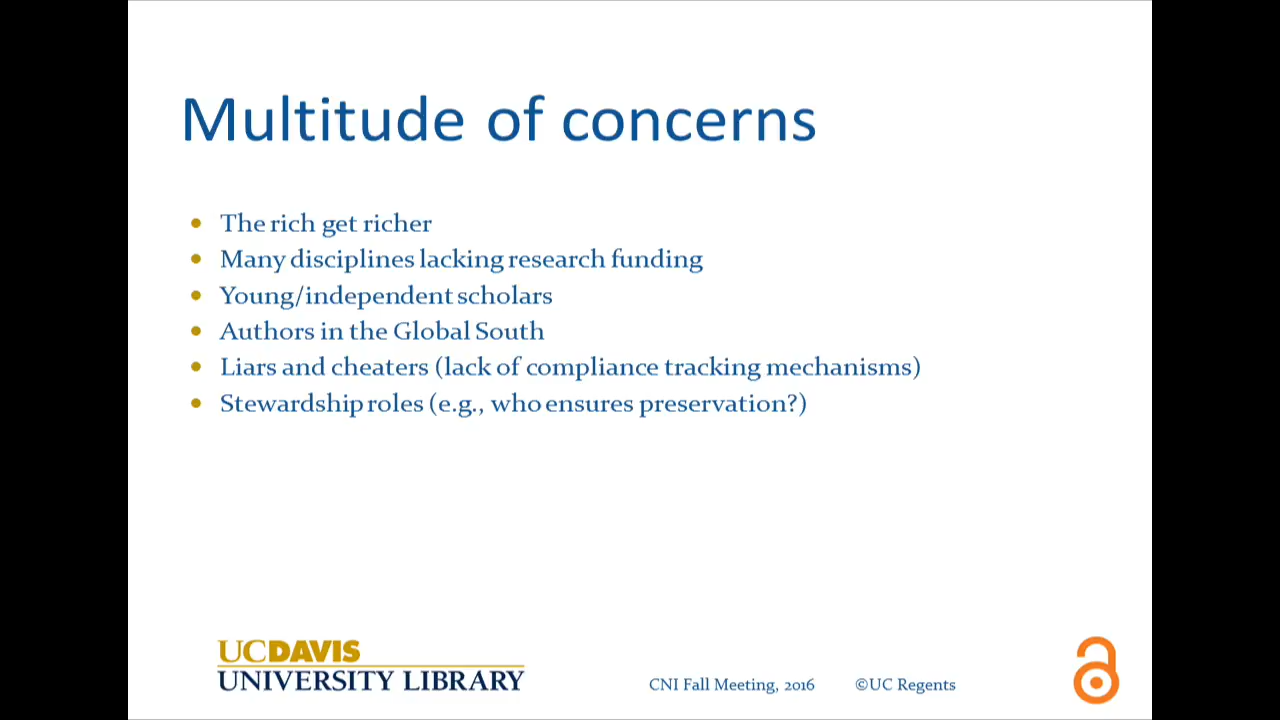 Multitude of concerns
The rich get richer
Many disciplines lacking research funding
Young/independent scholars
Authors in the Global South
Liars and cheaters (lack of compliance tracking mechanisms)
Stewardship roles (e.g., who ensures preservation?)
UCDAVIS
UNIVERSITY LIBRARY
CNI Fall Meeting, 2016 ©UC Regents